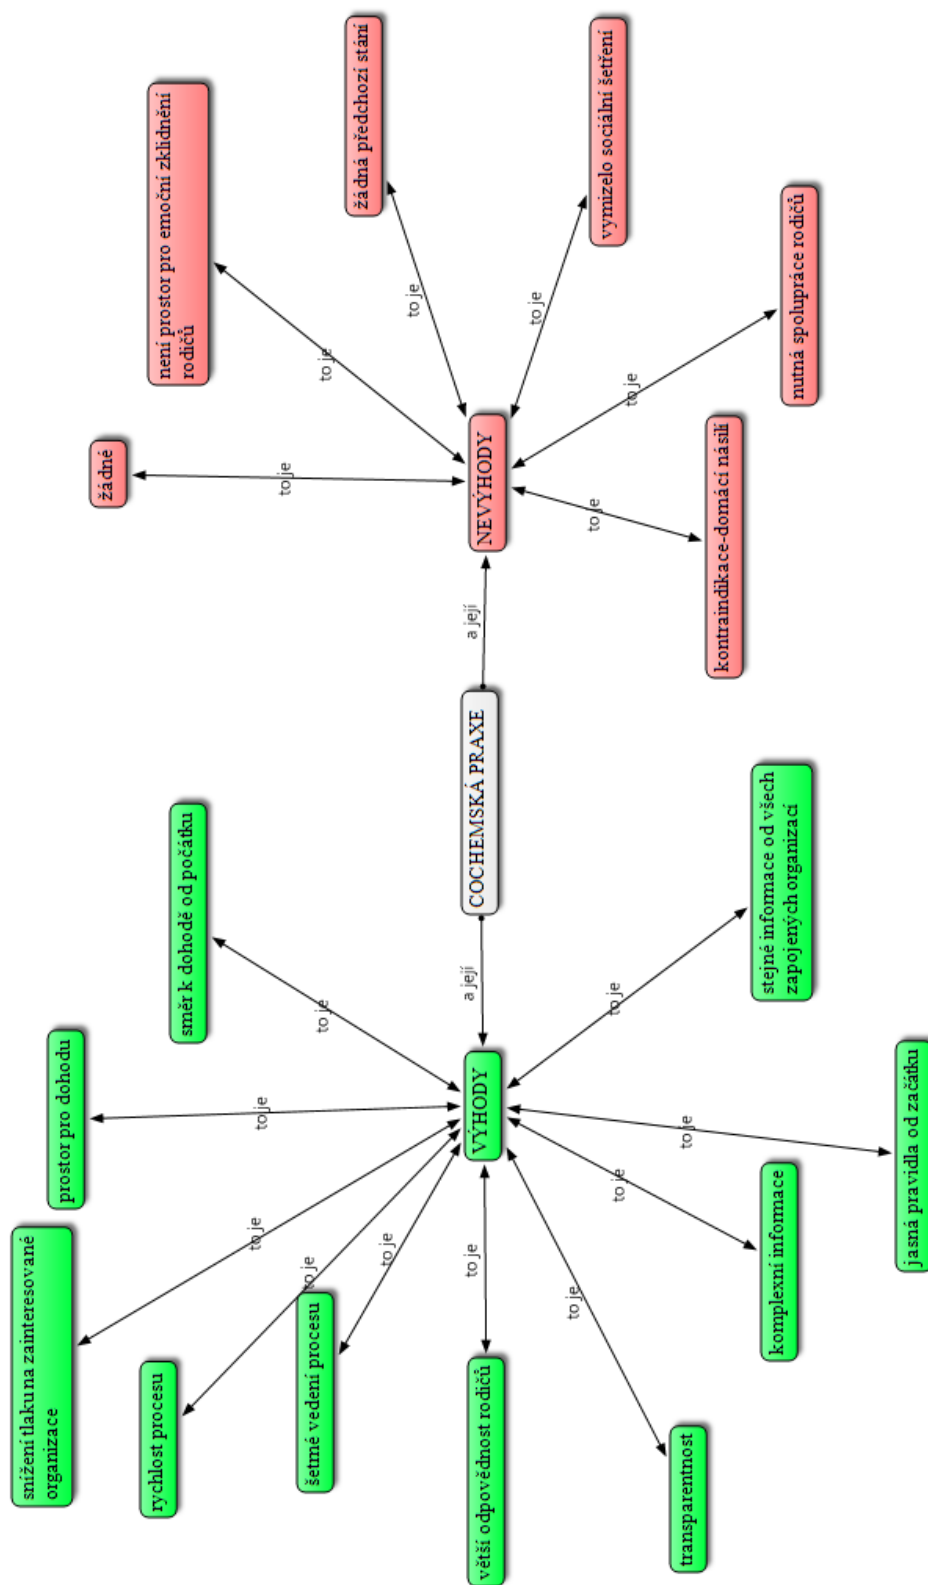 snížení tlaku na zainteresované
organizace
prostor pro dohodu
směr k dohodě od počátku
rychlost procesu
šetrné vedení procesu
větší odpovědnost rodičů
transparentnost
komplexní informace
jasná pravidla od začátku
stejné informace od všech
zapojených organizací
to je
to je
to je
to je
to je
to je
to je
to je
to je
to je
VÝHODY
a její
COCHEMSKÁ PRAXE
a její
NEVÝHODY
to je
to je
to je
to je
to je
to je
žádné
není prostor pro emoční zklidnění
rodičů
žádná předchozí stání
vymizelo sociální šetření
nutná spolupráce rodičů
kontraindikace-domácí násilí